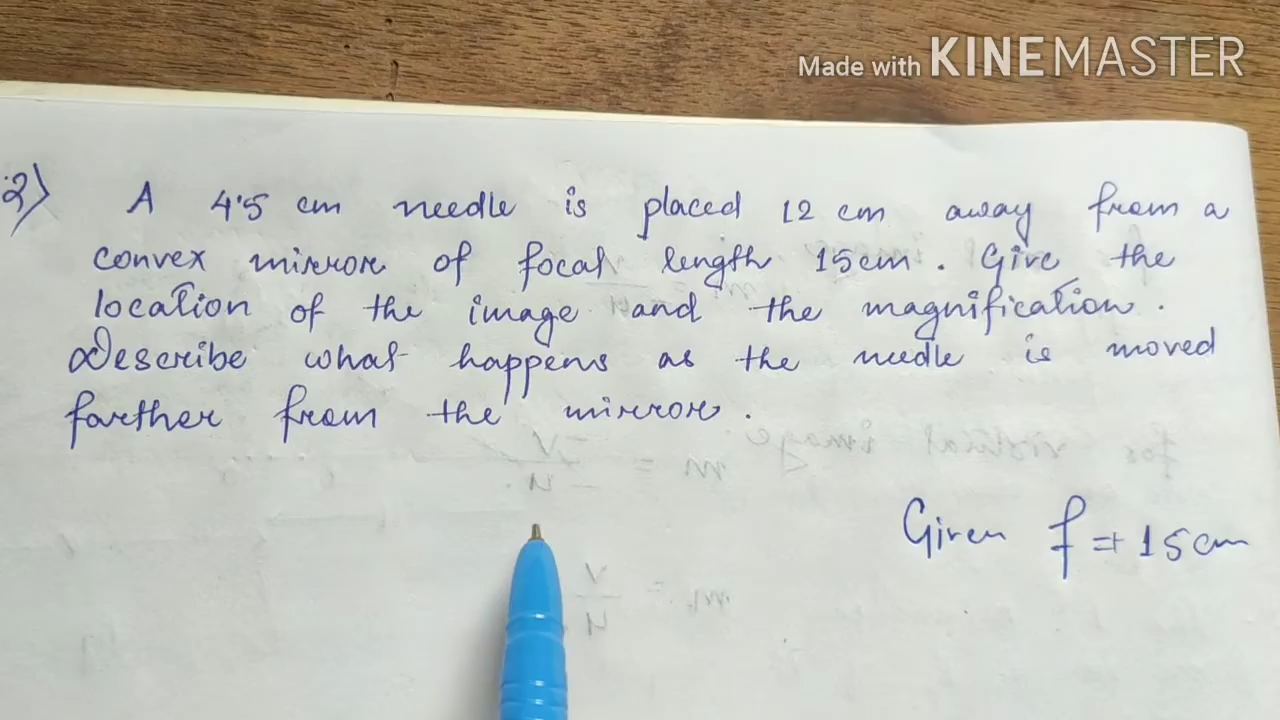 Made with KINEMASTER
2) A 4.5 cm needle is placed 12 cm away from a
convex mirror of focal length 15cm. Give the
location of the image and the magnification.
Describe what happens as the needle is moved
farther from the mirror.
Given f = +15cm